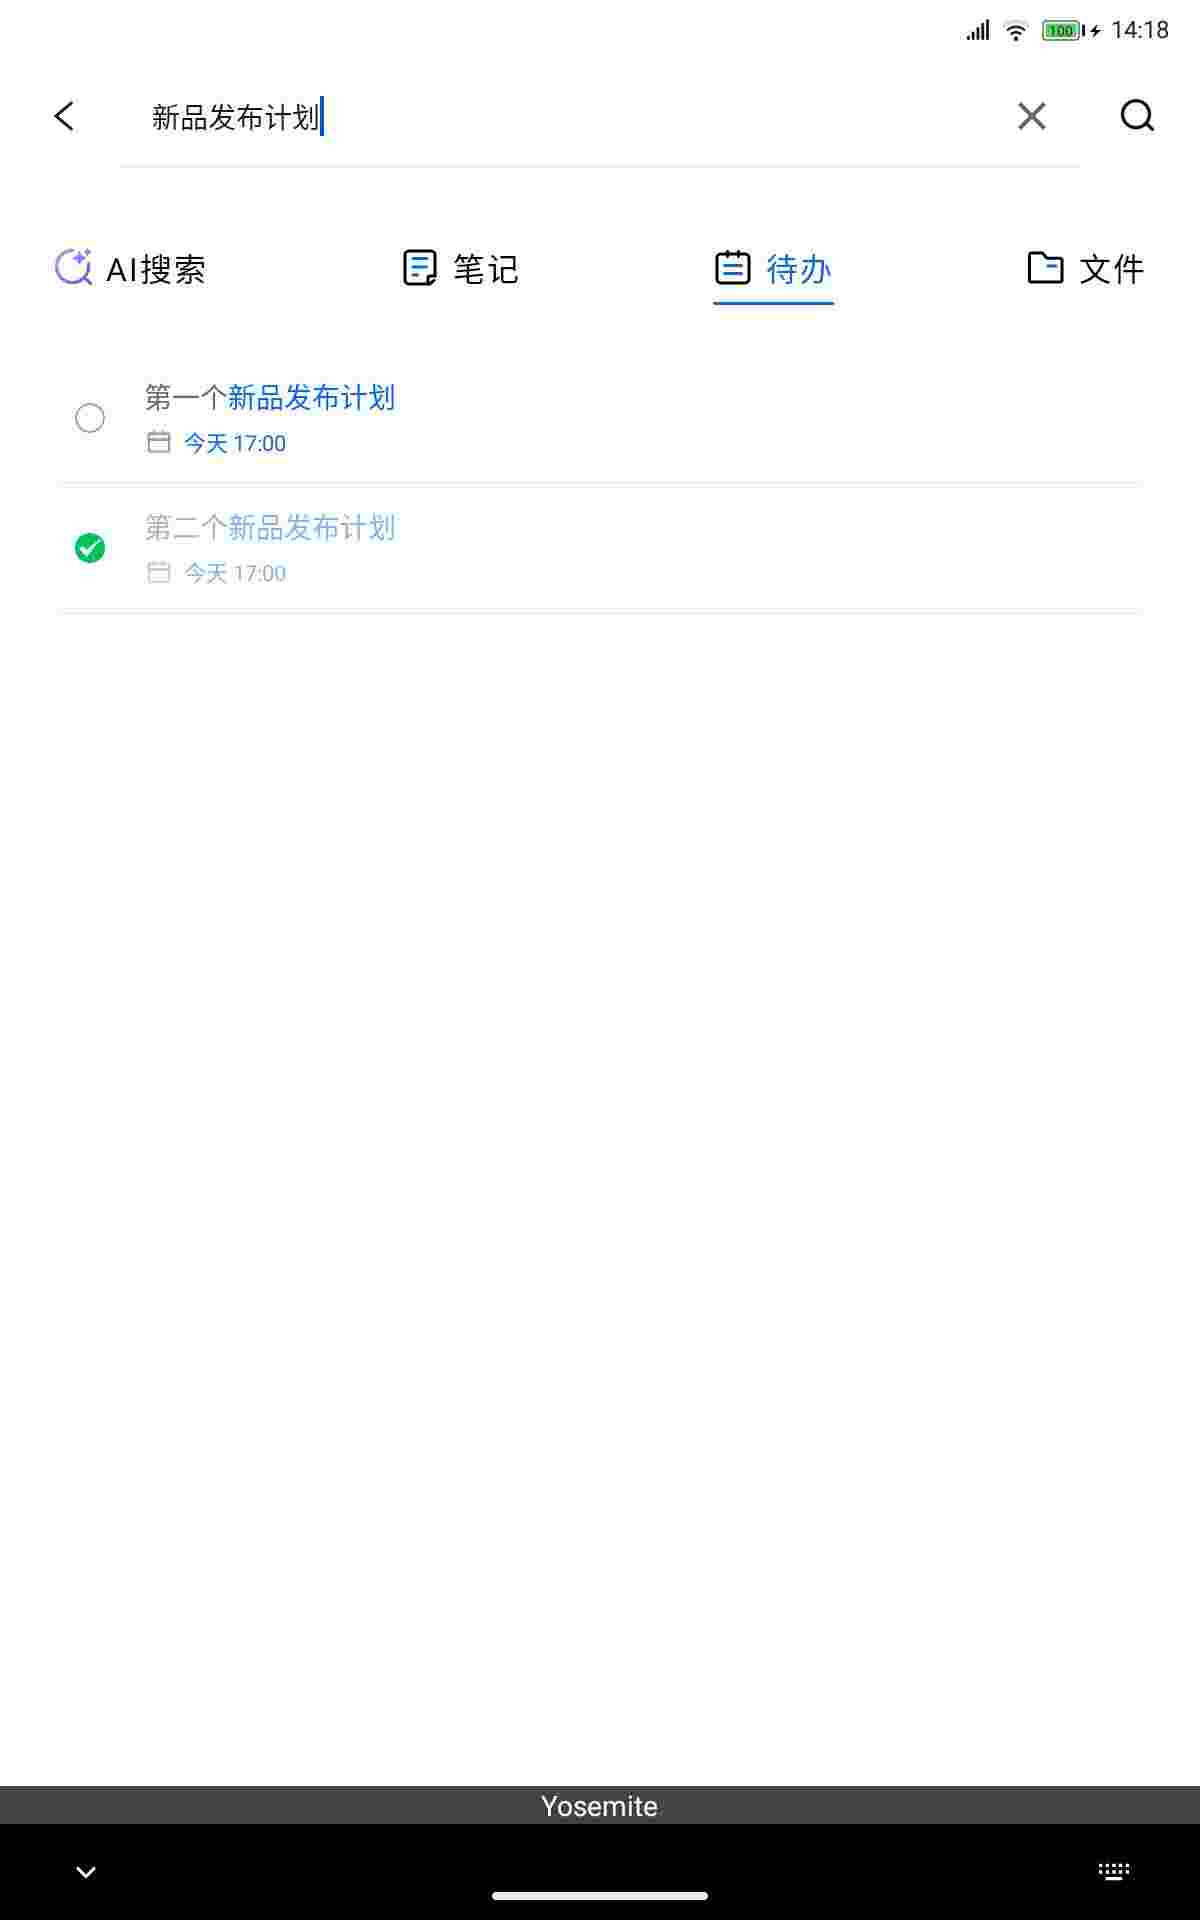 100 14:18
新品发布计划
AI搜索 笔记 待办 文件
第一个新品发布计划
今天 17:00
第二个新品发布计划
今天 17:00
Yosemite